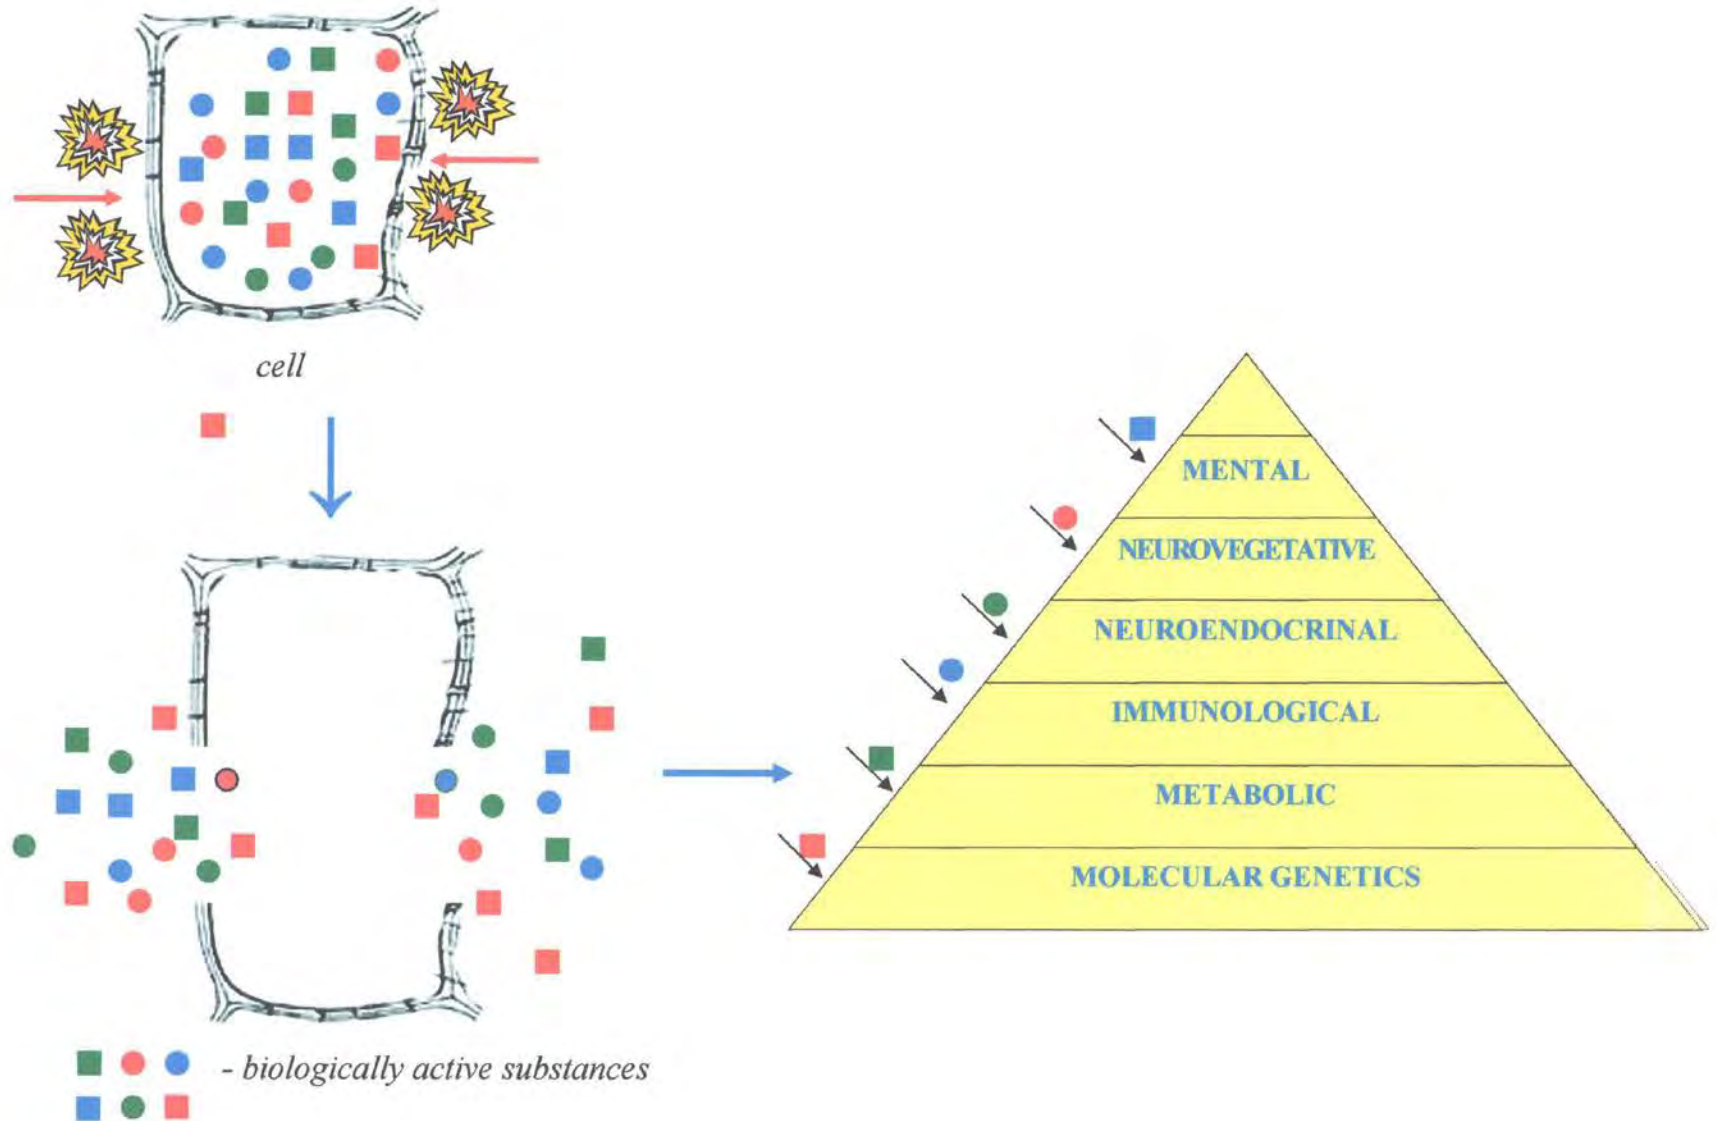 cell
MENTAL
NEUROVEGETATIVE
NEUROENDOCRINAL
IMMUNOLOGICAL
METABOLIC
MOLECULAR GENETICS
- biologically active substances